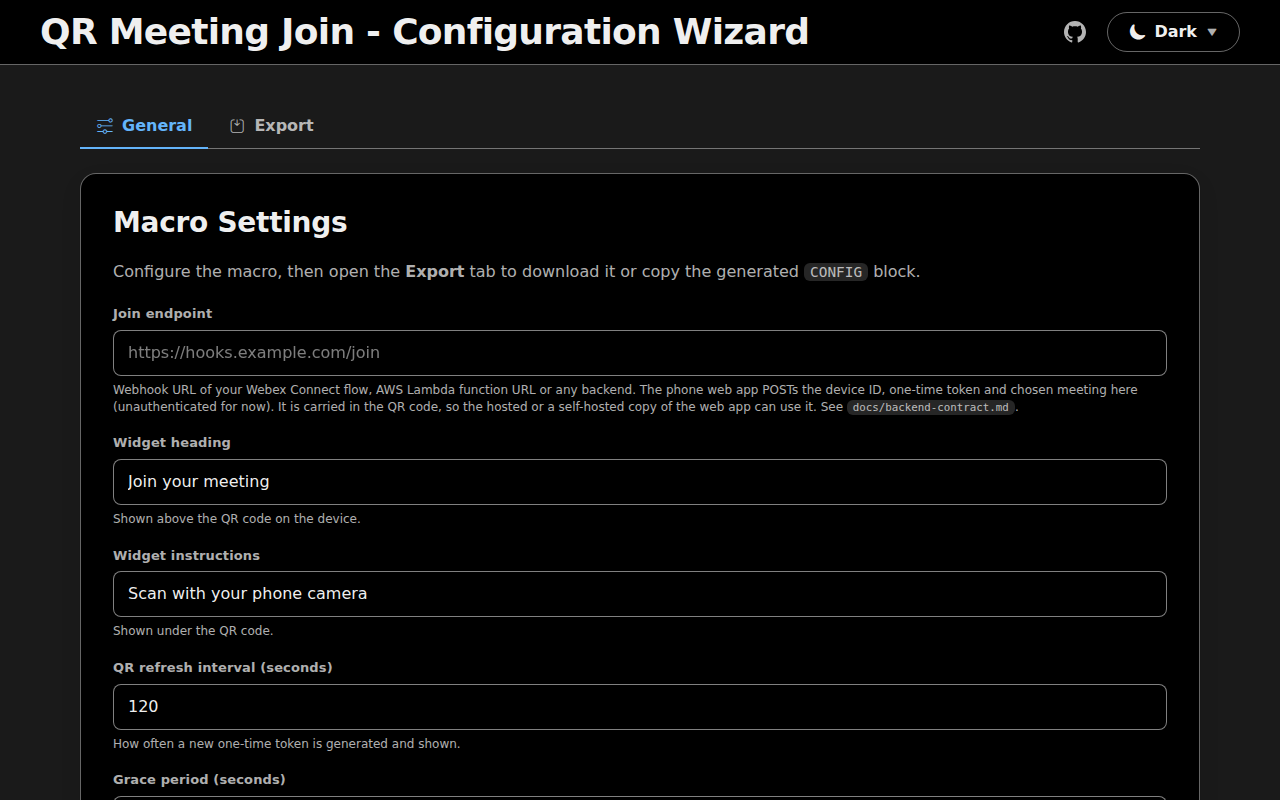 QR Meeting Join - Configuration Wizard
Dark
General
Export
Macro Settings
Configure the macro, then open the Export tab to download it or copy the generated CONFIG block.
Join endpoint
https://hooks.example.com/join
Webhook URL of your Webex Connect flow, AWS Lambda function URL or any backend. The phone web app POSTs the device ID, one-time token and chosen meeting here
(unauthenticated for now). It is carried in the QR code, so the hosted or a self-hosted copy of the web app can use it. See docs/backend-contract.md.
Widget heading
Join your meeting
Shown above the QR code on the device.
Widget instructions
Scan with your phone camera
Shown under the QR code.
QR refresh interval (seconds)
120
How often a new one-time token is generated and shown.
Grace period (seconds)